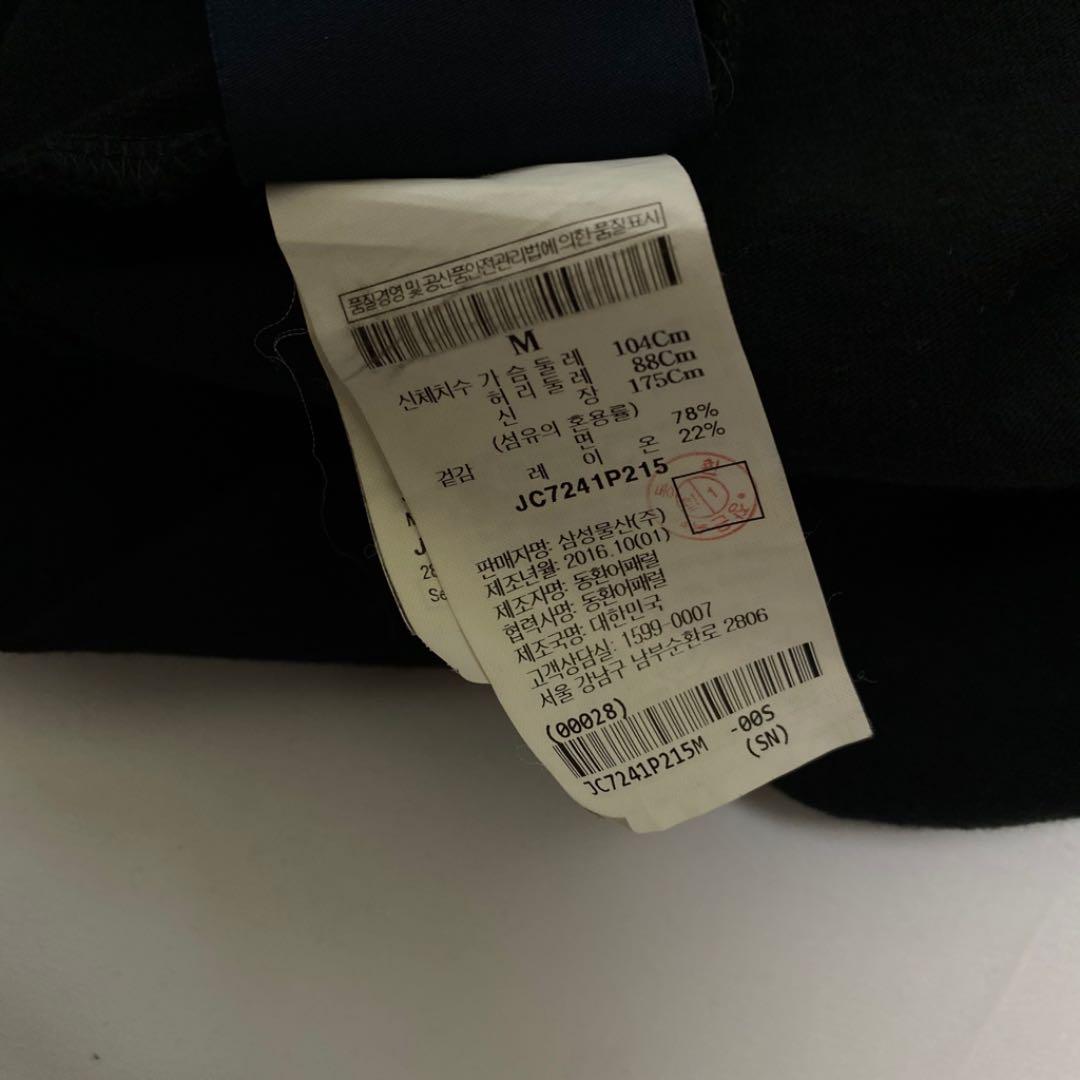 품질경영 및 공산품안전관리법에 의한 품질표시
M
신체치수 가 슴 둘 레 104Cm
허 리 둘 레 88Cm
신 장 175Cm
(섬유의 혼용률)
겉감 면 78%
레 이 온 22%
JC7241P215
판매자명: 삼성물산(주)
제조년월: 2016.10(01)
제조자명: 동환어패럴
협력사명: 동환어패럴
제조국명: 대한민국
고객상담실: 1599-0007
서울 강남구 남부순환로 2806
(00028)
JC7241P215M -00S
(SN)
J
28
Se